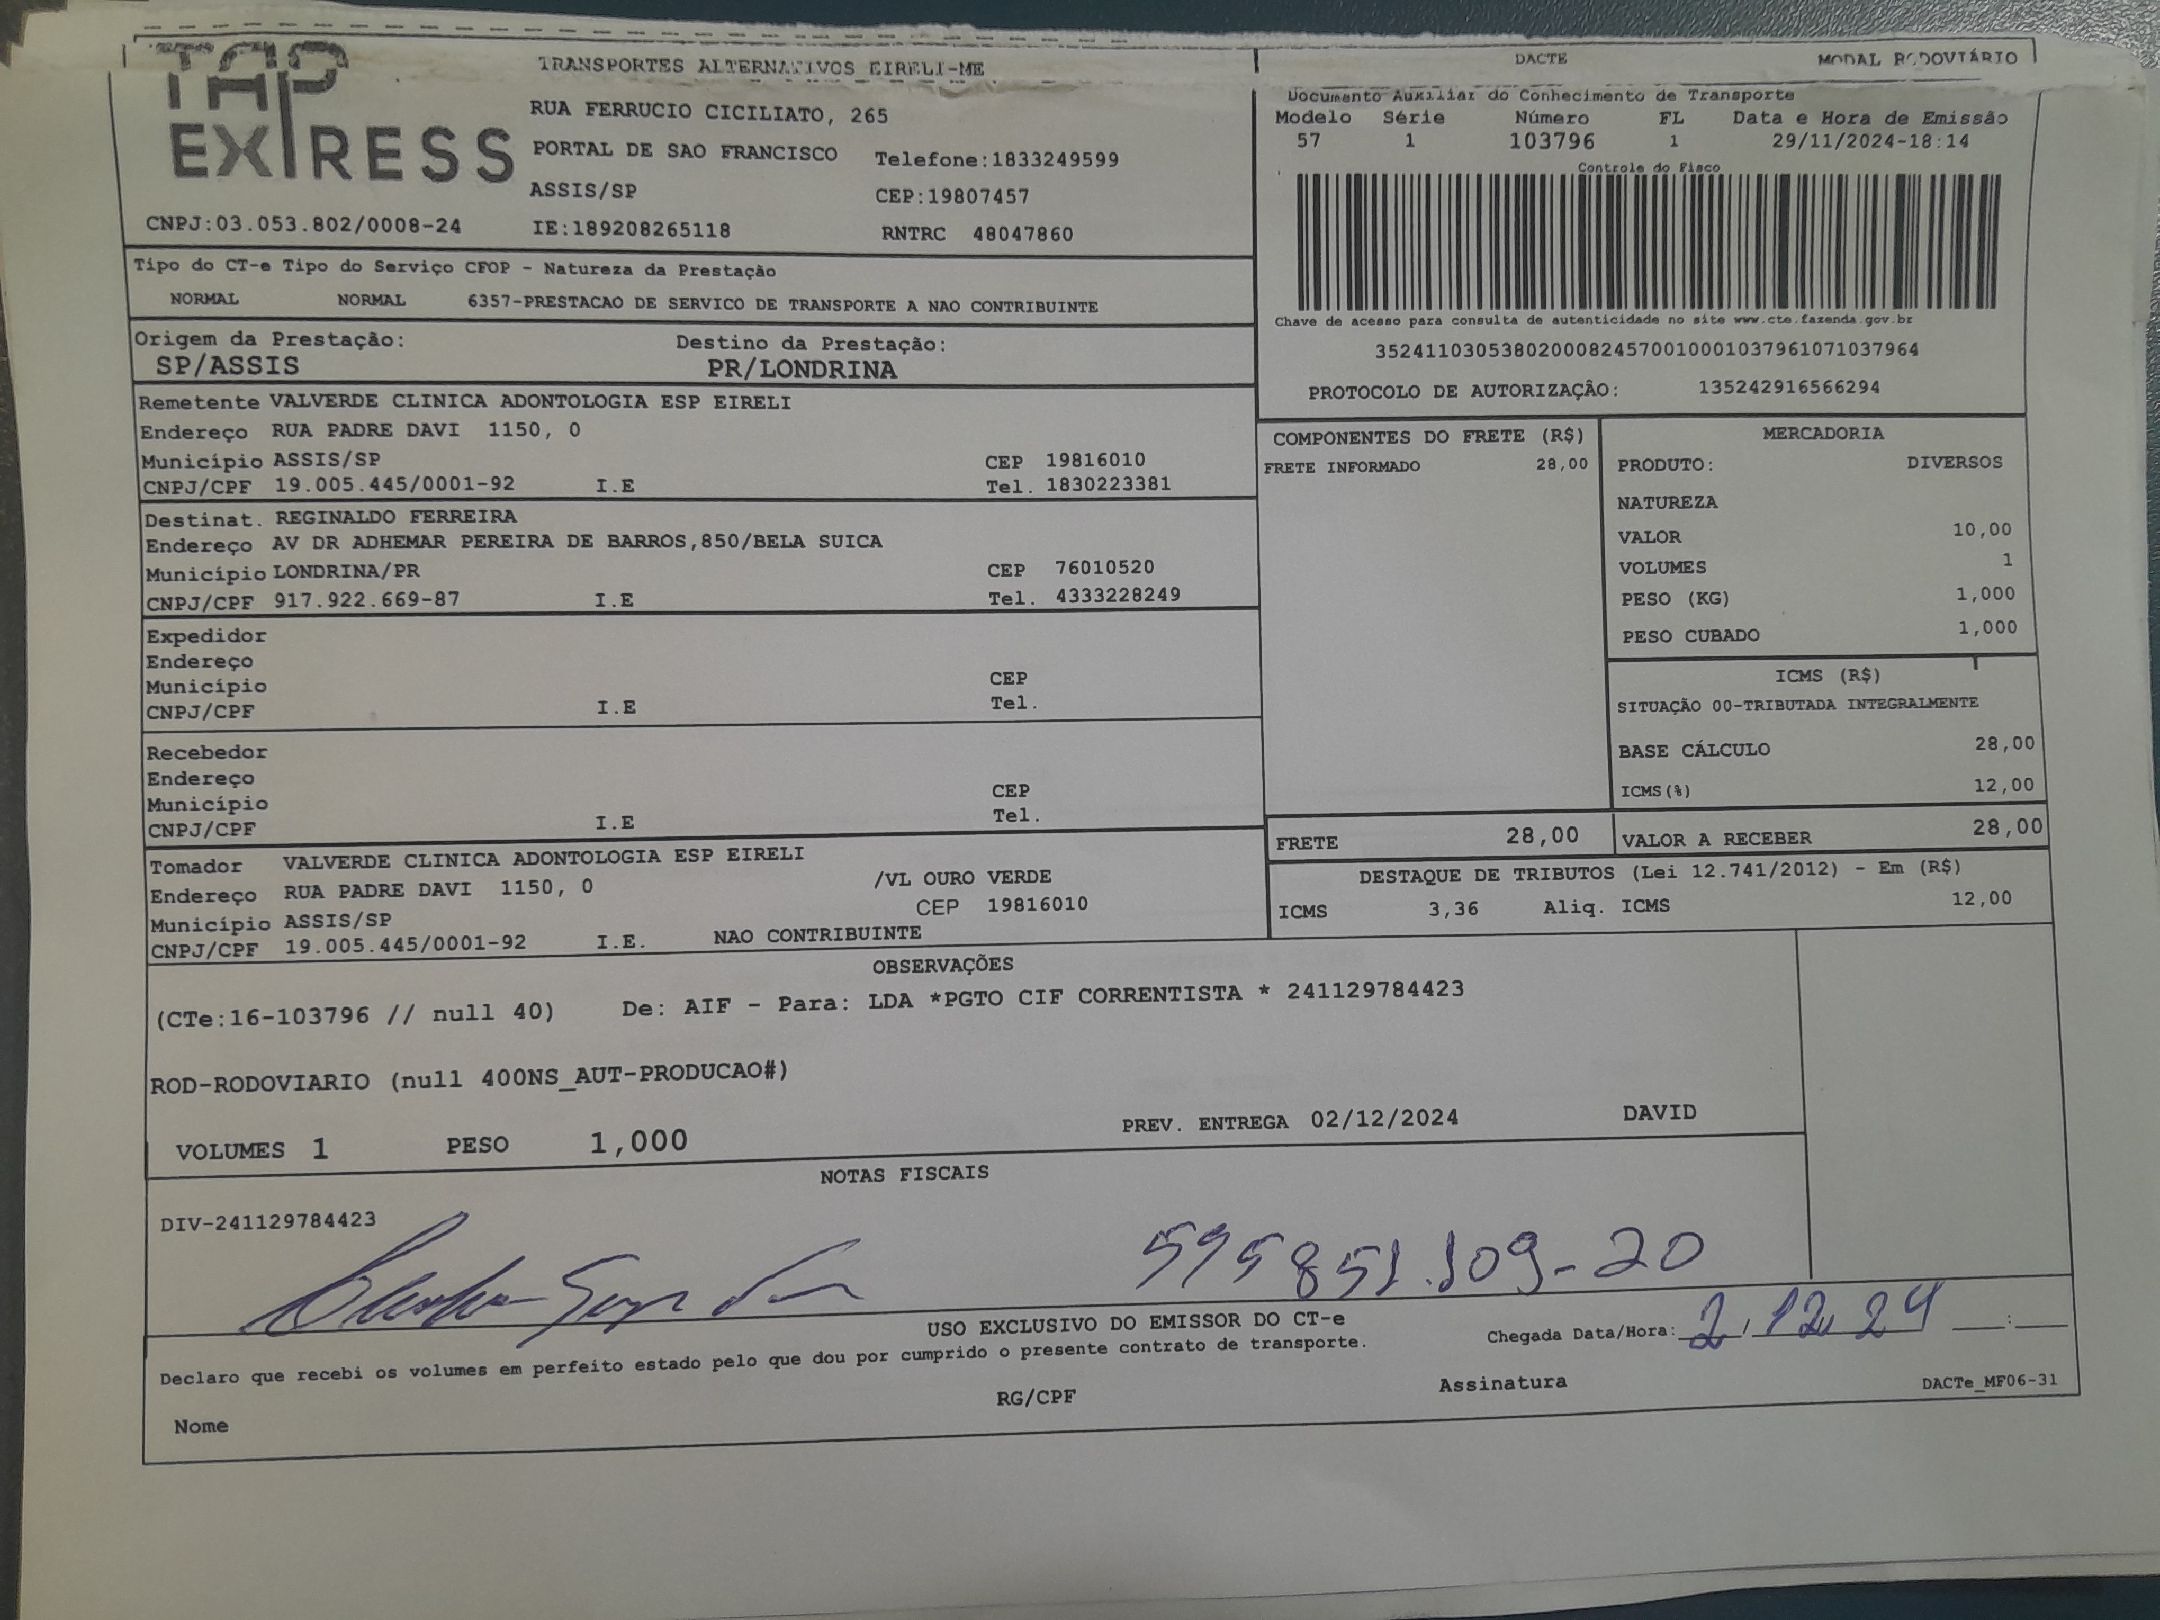 TAP
EXPRESS
TRANSPORTES ALTERNATIVOS EIRELI-ME
RUA FERRUCIO CICILIATO, 265
PORTAL DE SAO FRANCISCO Telefone:1833249599
ASSIS/SP CEP:19807457
CNPJ:03.053.802/0008-24 IE:189208265118 RNTRC 48047860
DACTE MODAL RODOVIÁRIO
Documento Auxiliar do Conhecimento de Transporte
Modelo Série Número FL Data e Hora de Emissão
57 1 103796 1 29/11/2024-18:14
Controle do Fisco
Chave de acesso para consulta de autenticidade no site www.cte.fazenda.gov.br
35241103053802000824570010001037961071037964
PROTOCOLO DE AUTORIZAÇÃO: 135242916566294
Tipo do CT-e Tipo do Serviço CFOP - Natureza da Prestação
NORMAL NORMAL 6357-PRESTACAO DE SERVICO DE TRANSPORTE A NAO CONTRIBUINTE
Origem da Prestação: Destino da Prestação:
SP/ASSIS PR/LONDRINA
Remetente VALVERDE CLINICA ADONTOLOGIA ESP EIRELI
Endereço RUA PADRE DAVI 1150, 0
Município ASSIS/SP CEP 19816010
CNPJ/CPF 19.005.445/0001-92 I.E Tel. 1830223381
Destinat. REGINALDO FERREIRA
Endereço AV DR ADHEMAR PEREIRA DE BARROS,850/BELA SUICA
Município LONDRINA/PR CEP 76010520
CNPJ/CPF 917.922.669-87 I.E Tel. 4333228249
Expedidor
Endereço
Município CEP
CNPJ/CPF I.E Tel.
Recebedor
Endereço
Município CEP
CNPJ/CPF I.E Tel.
Tomador VALVERDE CLINICA ADONTOLOGIA ESP EIRELI
Endereço RUA PADRE DAVI 1150, 0 /VL OURO VERDE
Município ASSIS/SP CEP 19816010
CNPJ/CPF 19.005.445/0001-92 I.E. NAO CONTRIBUINTE
COMPONENTES DO FRETE (R$)
FRETE INFORMADO 28,00
MERCADORIA
PRODUTO: DIVERSOS
NATUREZA
VALOR 10,00
VOLUMES 1
PESO (KG) 1,000
PESO CUBADO 1,000
ICMS (R$)
SITUAÇÃO 00-TRIBUTADA INTEGRALMENTE
BASE CÁLCULO 28,00
ICMS(%) 12,00
FRETE 28,00 VALOR A RECEBER 28,00
DESTAQUE DE TRIBUTOS (Lei 12.741/2012) - Em (R$)
ICMS 3,36 Aliq. ICMS 12,00
OBSERVAÇÕES
(CTe:16-103796 // null 40) De: AIF - Para: LDA *PGTO CIF CORRENTISTA * 241129784423
ROD-RODOVIARIO (null 400NS_AUT-PRODUCAO#)
VOLUMES 1 PESO 1,000 PREV. ENTREGA 02/12/2024 DAVID
NOTAS FISCAIS
DIV-241129784423
595851.109-20
USO EXCLUSIVO DO EMISSOR DO CT-e
Chegada Data/Hora: 2/12/24 __:__
Declaro que recebi os volumes em perfeito estado pelo que dou por cumprido o presente contrato de transporte.
Nome RG/CPF Assinatura DACTe_MF06-31